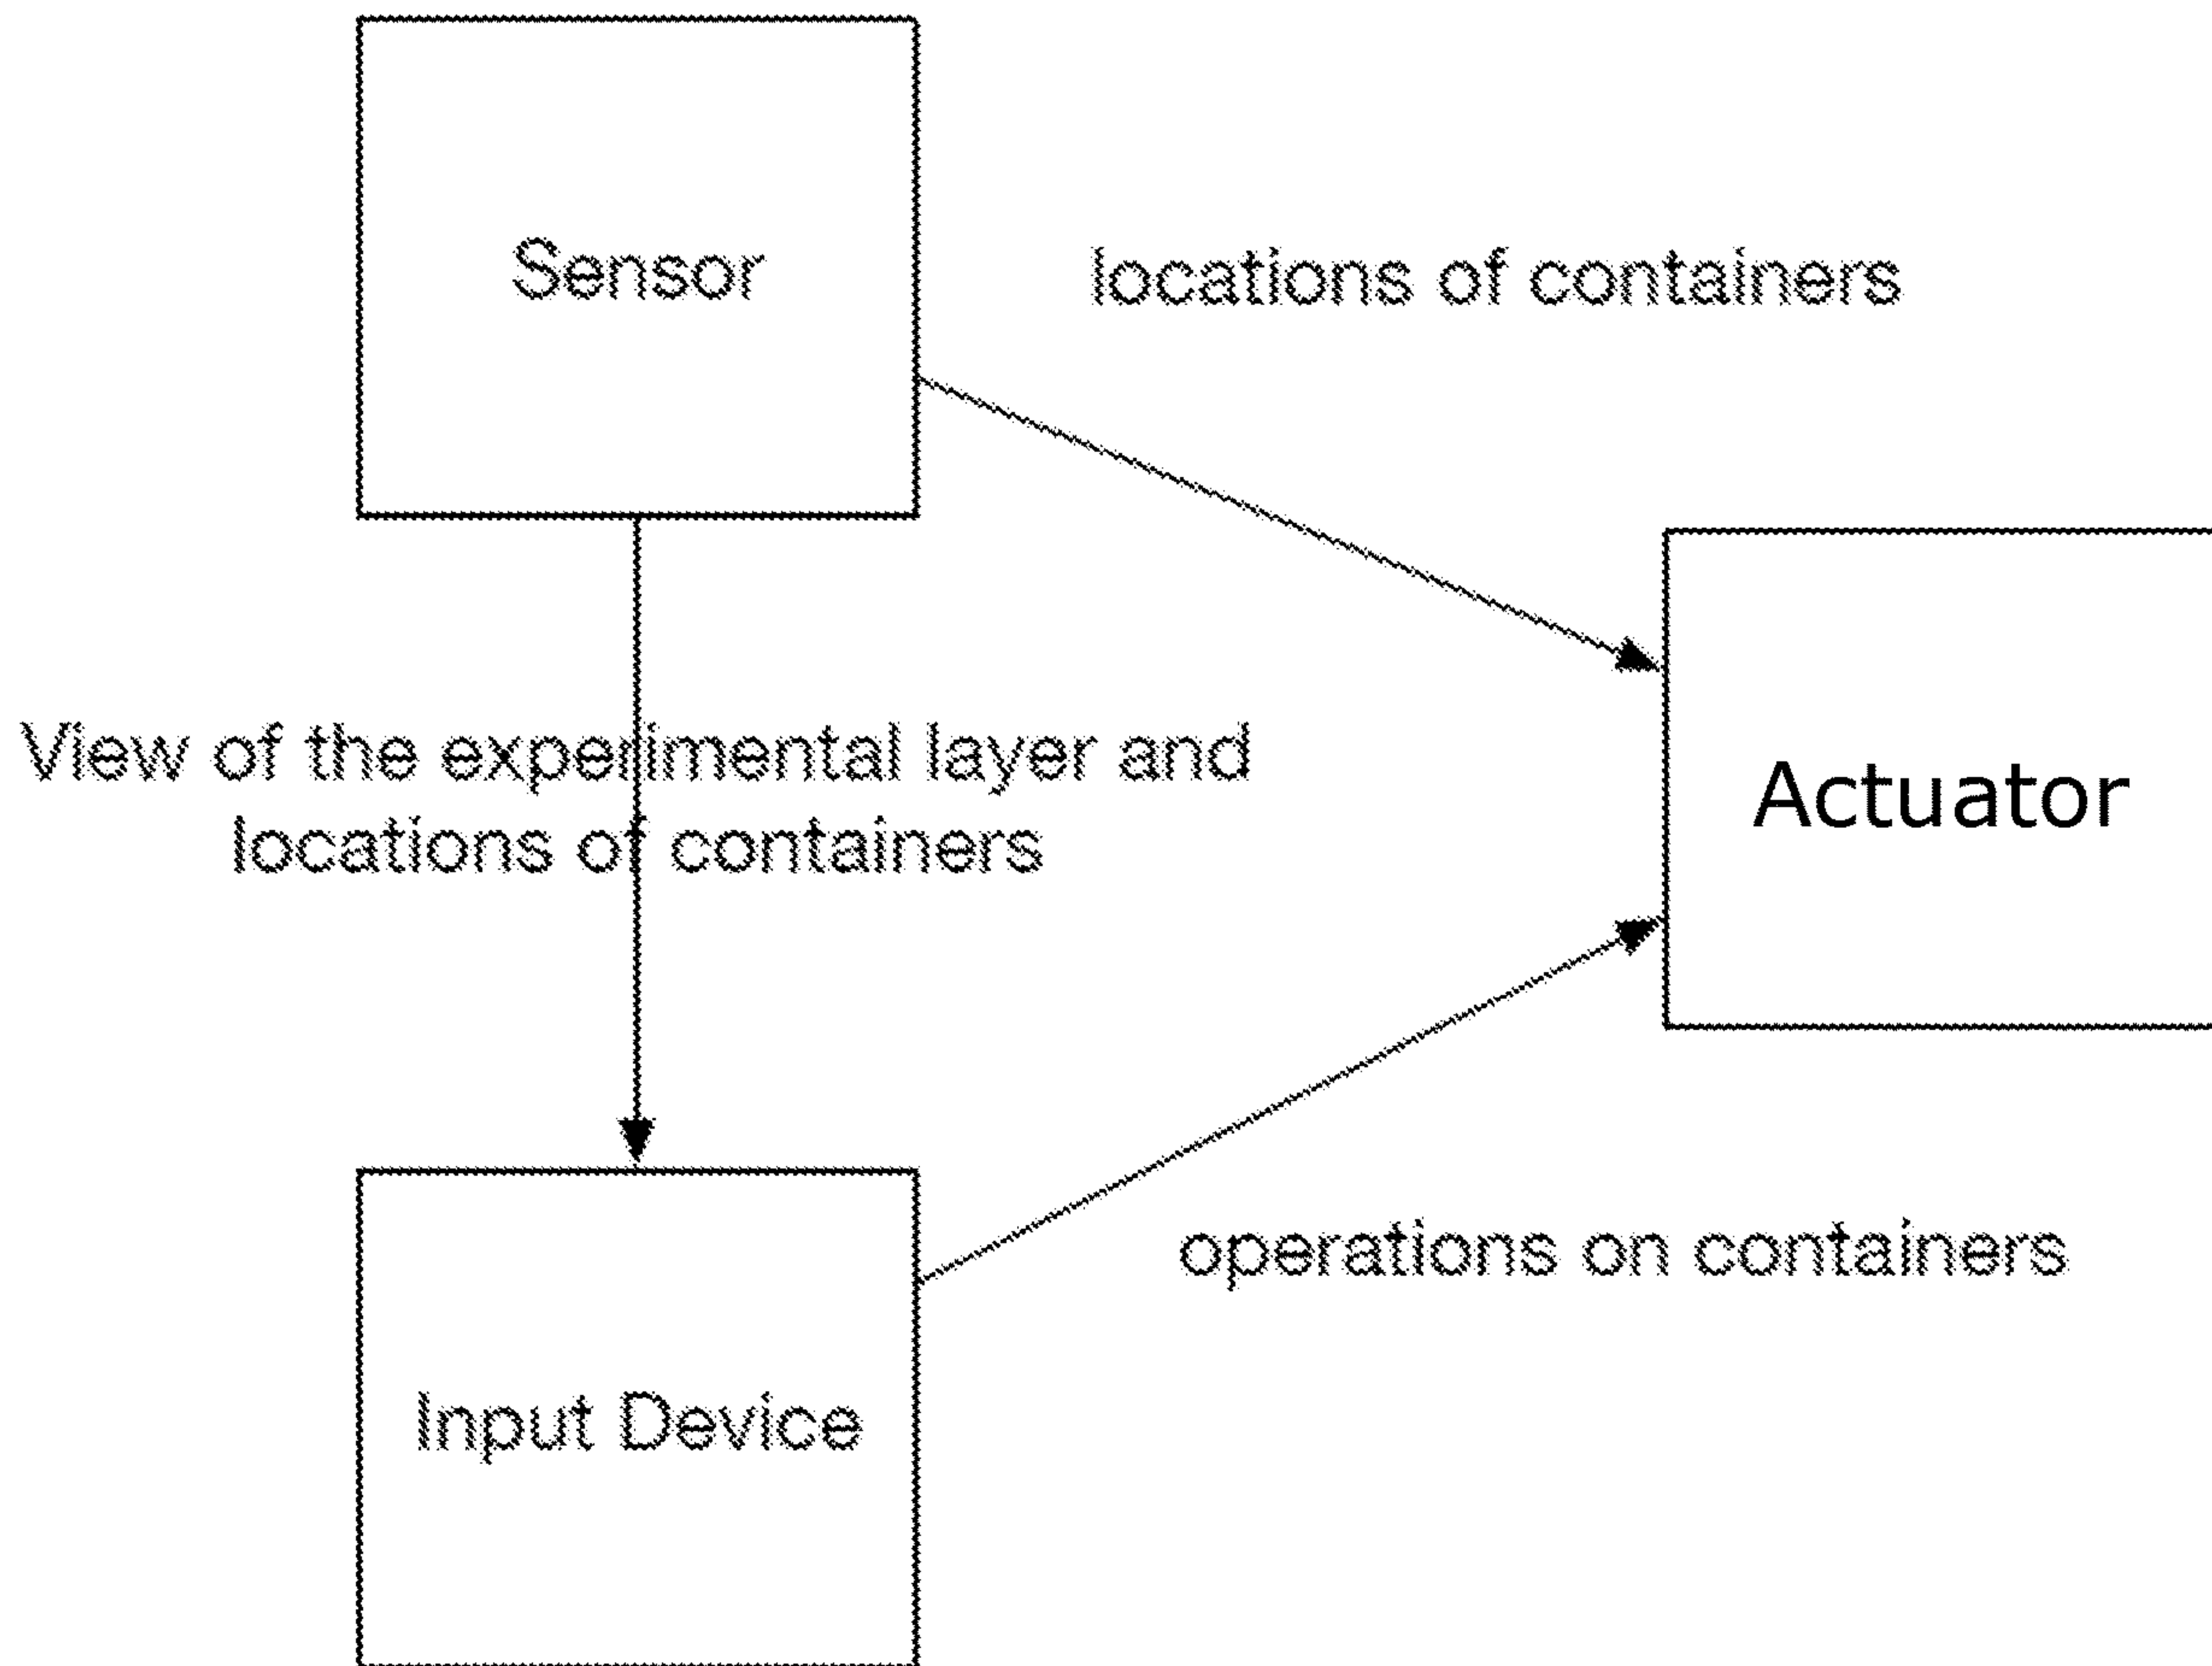 Sensor
locations of containers
View of the experimental layer and
locations of containers
Actuator
operations on containers
Input Device